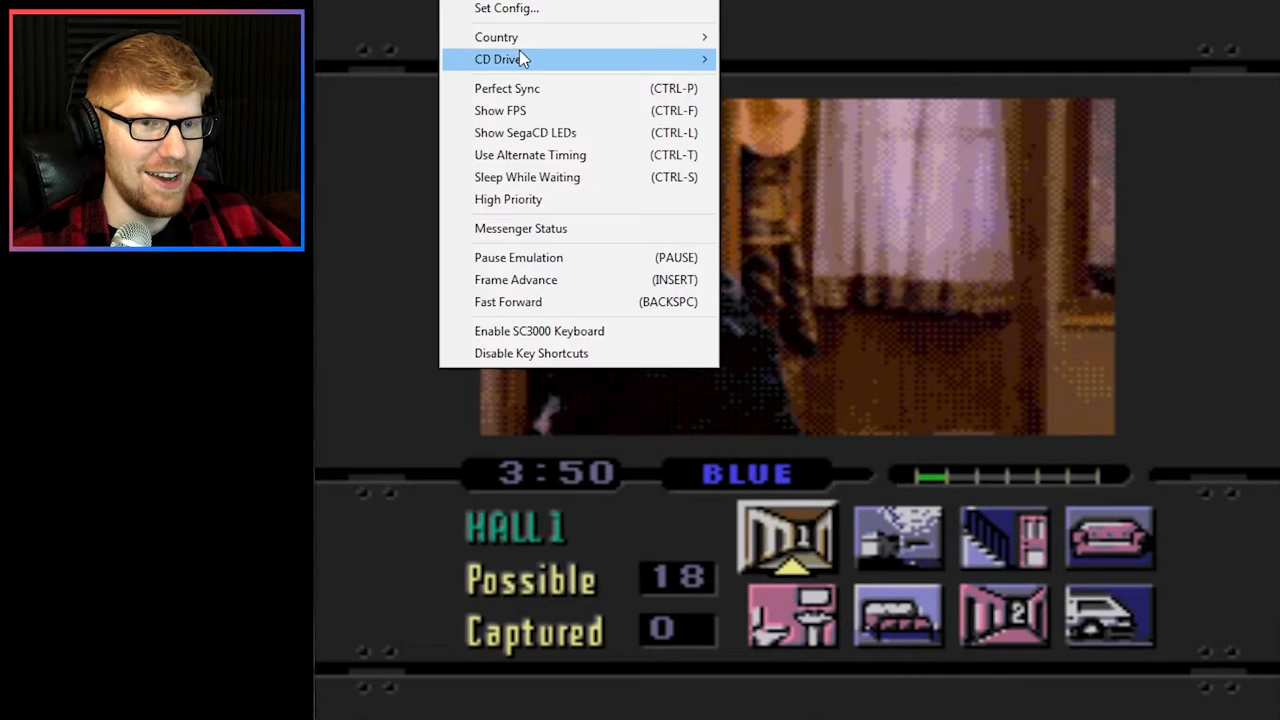 Set Config...
Country
CD Drive
Perfect Sync (CTRL-P)
Show FPS (CTRL-F)
Show SegaCD LEDs (CTRL-L)
Use Alternate Timing (CTRL-T)
Sleep While Waiting (CTRL-S)
High Priority
Messenger Status
Pause Emulation (PAUSE)
Frame Advance (INSERT)
Fast Forward (BACKSPC)
Enable SC3000 Keyboard
Disable Key Shortcuts
3:50 BLUE
HALL1
Possible 18
Captured 0
1
2